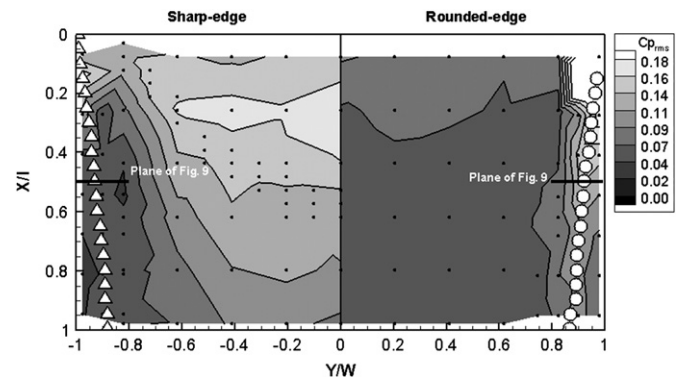 Sharp-edge
Rounded-edge
Cp rms
0.18
0.16
0.14
0.11
0.09
0.07
0.04
0.02
0.00
X/l
0
0.2
0.4
0.6
0.8
1
Plane of Fig. 9
Plane of Fig. 9
-1 -0.8 -0.6 -0.4 -0.2 0 0.2 0.4 0.6 0.8 1
Y/W